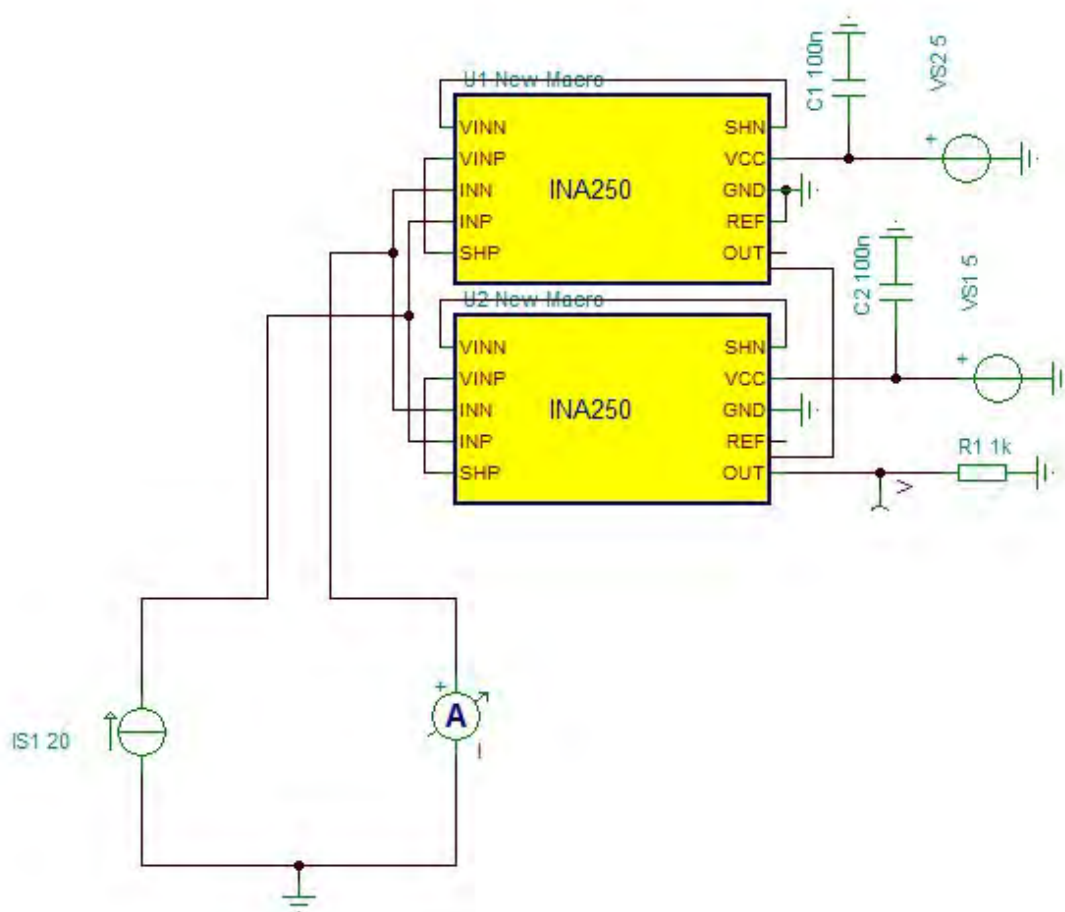 U1 New Macro
VINN
VINP
INN
INP
SHP
INA250
SHN
VCC
GND
REF
OUT
C1 100n
VS2 5
+
U2 New Macro
VINN
VINP
INN
INP
SHP
INA250
SHN
VCC
GND
REF
OUT
C2 100n
VS1 5
+
R1 1k
V
IS1 20
+
A
I